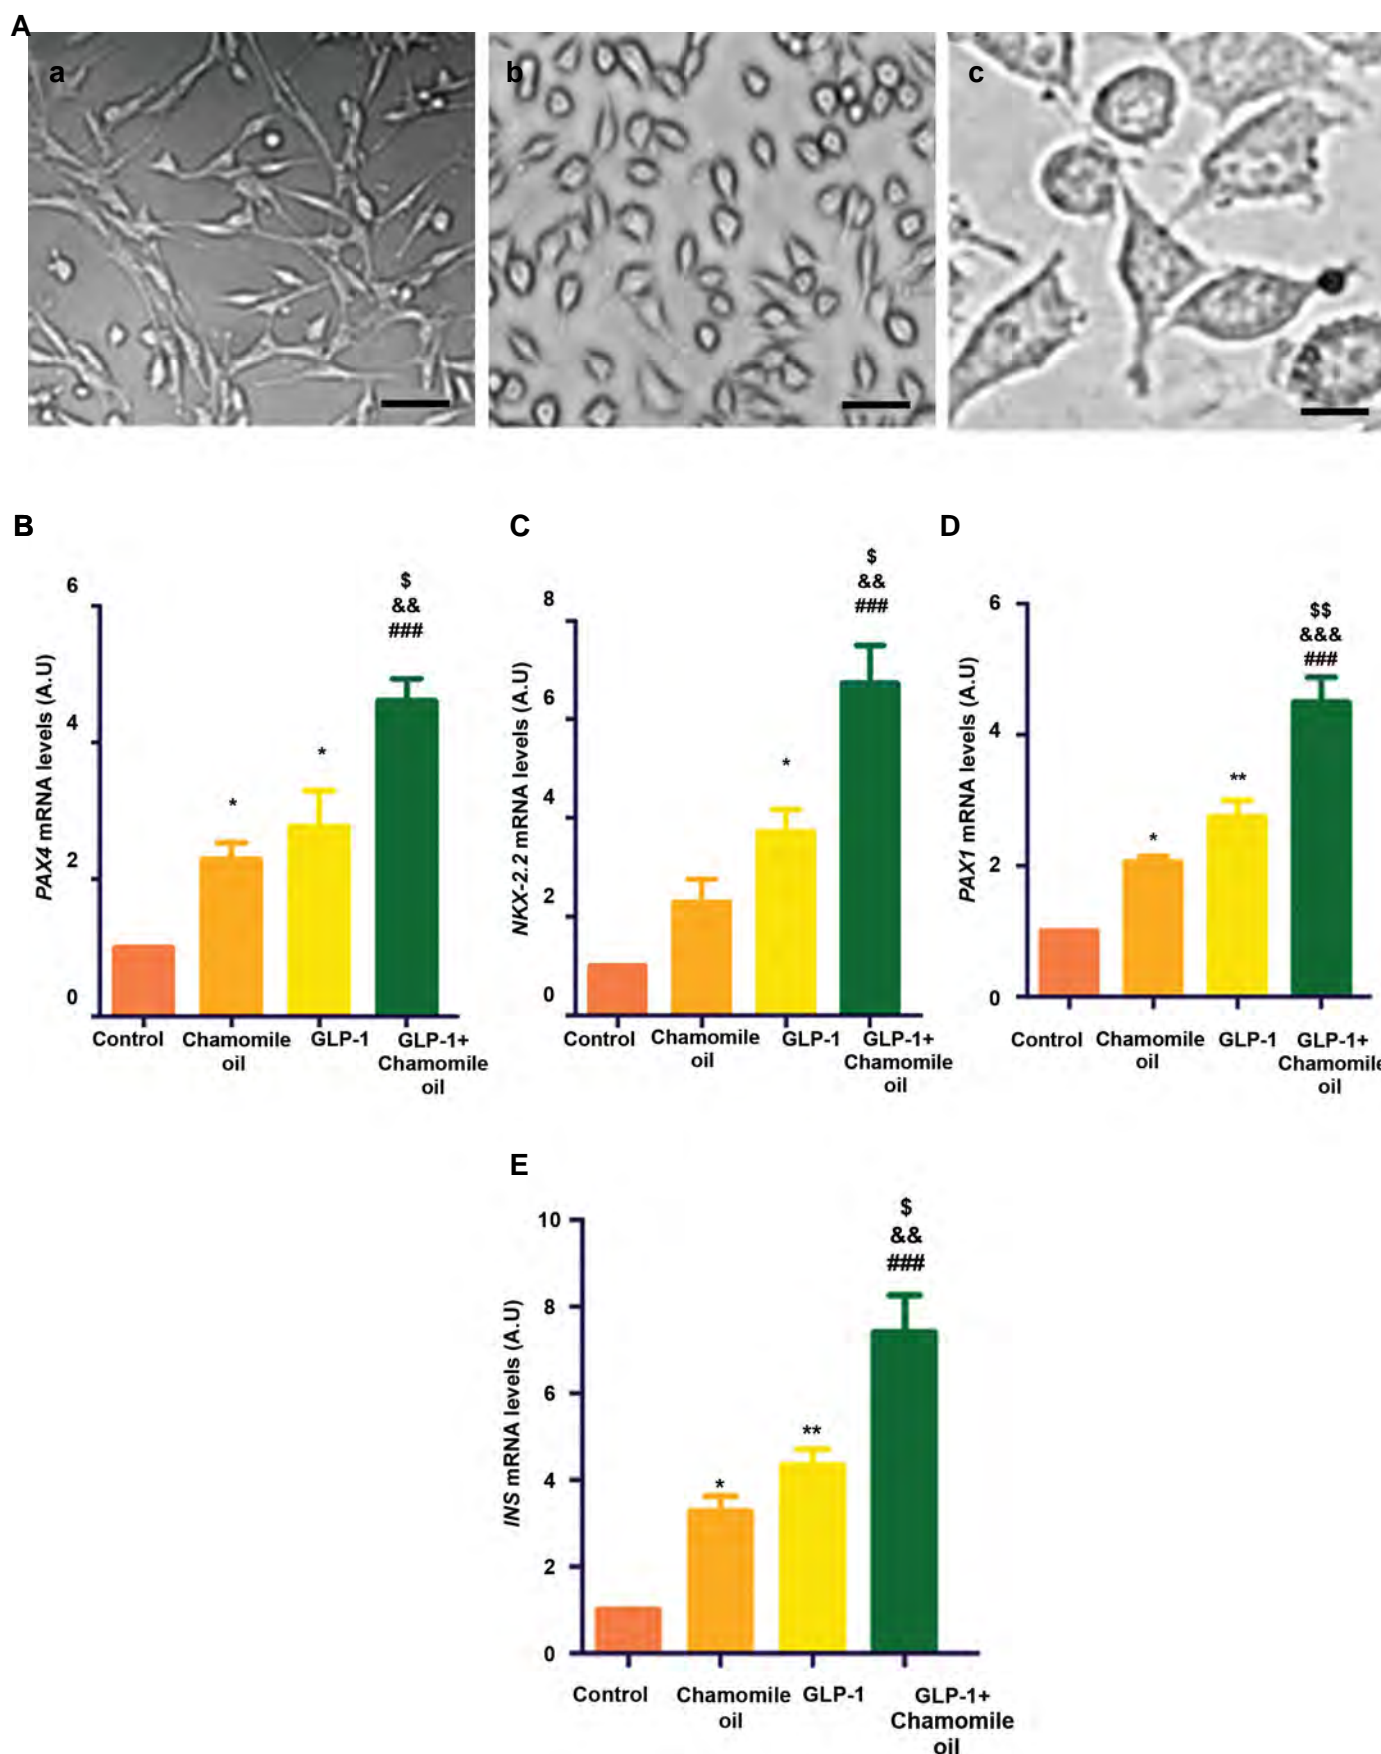 A
a
b
c
B
C
D
6
4
2
0
PAX4 mRNA levels (A.U)
*
*
$
&&
###
Control
Chamomile
oil
GLP-1
GLP-1+
Chamomile
oil
8
6
4
2
0
NKX-2.2 mRNA levels (A.U)
*
$
&&
###
Control
Chamomile
oil
GLP-1
GLP-1+
Chamomile
oil
6
4
2
0
PAX1 mRNA levels (A.U)
*
**
$$
&&&
###
Control
Chamomile
oil
GLP-1
GLP-1+
Chamomile
oil
E
10
8
6
4
2
0
INS mRNA levels (A.U)
*
**
$
&&
###
Control
Chamomile
oil
GLP-1
GLP-1+
Chamomile
oil